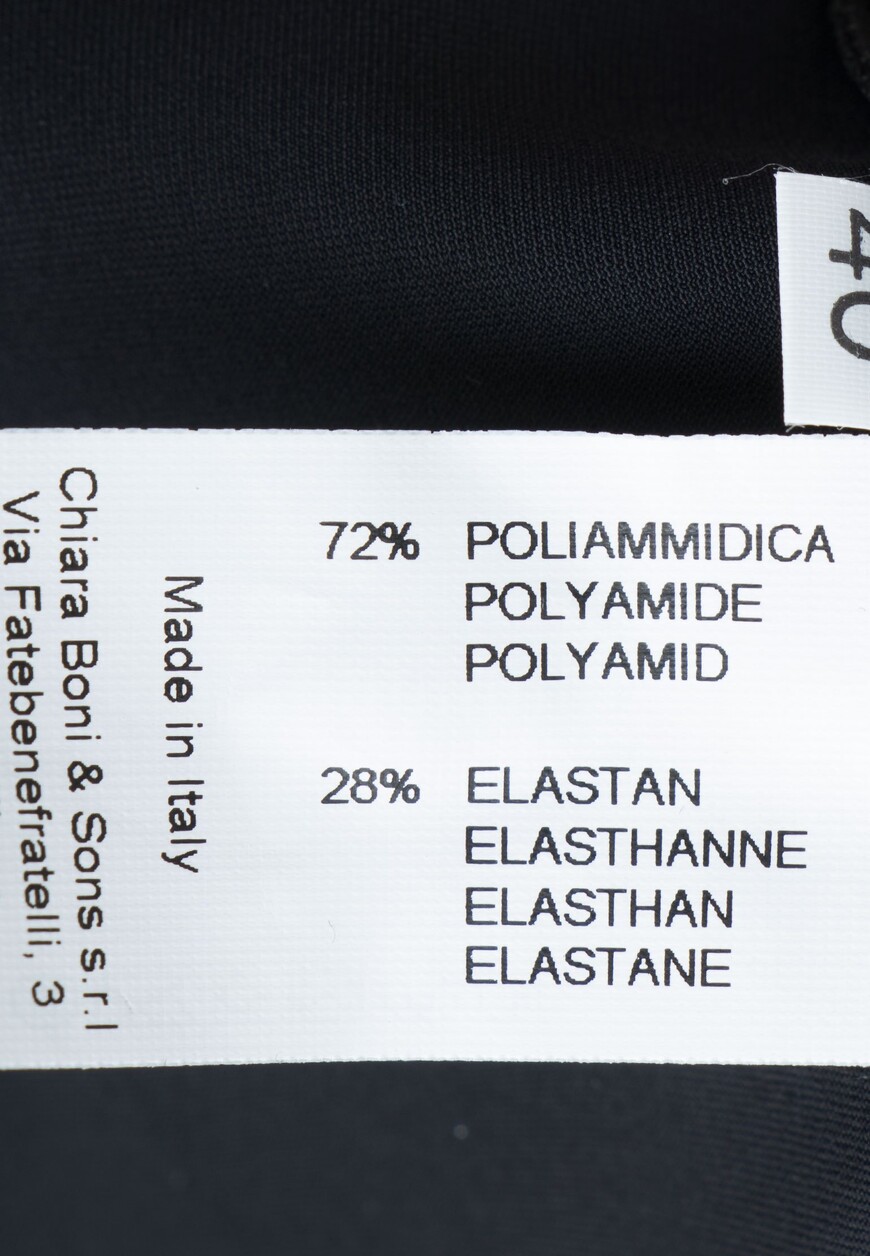 40
72% POLIAMMIDICA
POLYAMIDE
POLYAMID
28% ELASTAN
ELASTHANNE
ELASTHAN
ELASTANE
Made in Italy
Chiara Boni & Sons s.r.l
Via Fatebenefratelli, 3